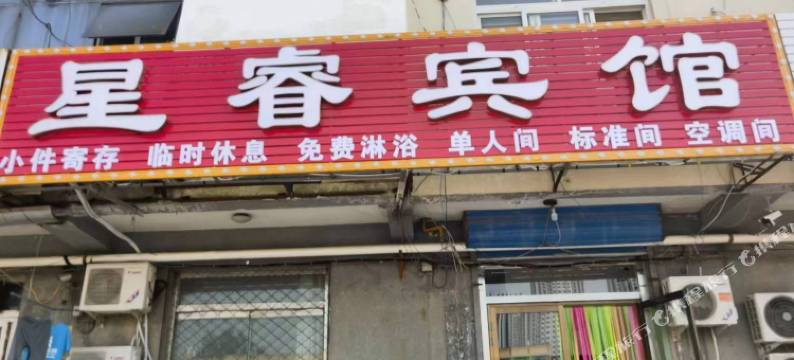 星睿宾馆
小件寄存 临时休息 免费淋浴 单人间 标准间 空调间